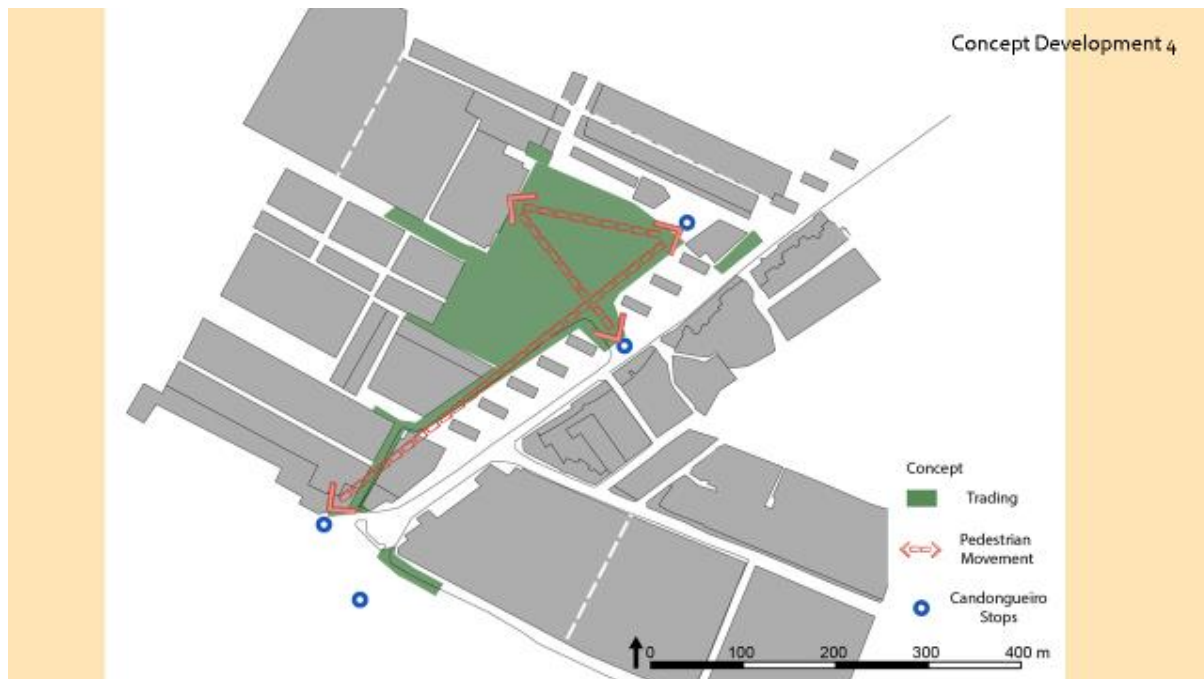 Concept Development 4
Concept
Trading
Pedestrian
Movement
Candongueiro
Stops
0 100 200 300 400 m